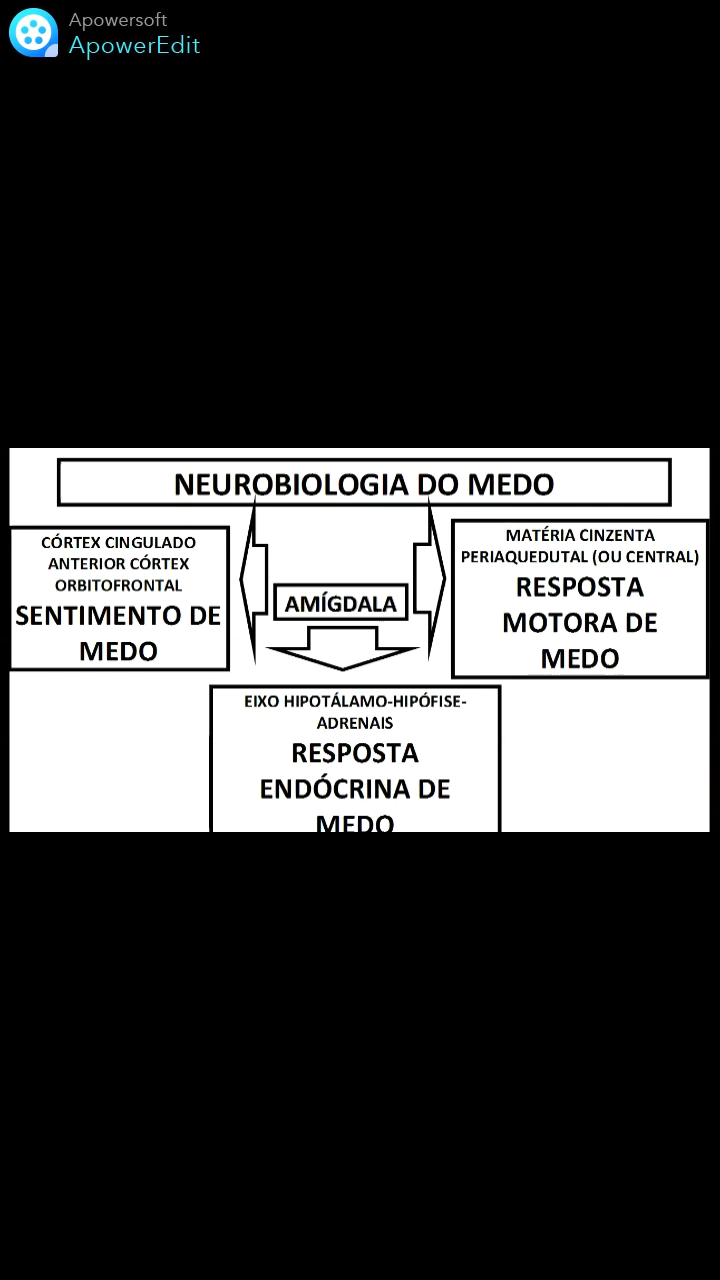 Apowersoft
ApowerEdit
NEUROBIOLOGIA DO MEDO
CÓRTEX CINGULADO
ANTERIOR CÓRTEX
ORBITOFRONTAL
SENTIMENTO DE
MEDO
AMÍGDALA
MATÉRIA CINZENTA
PERIAQUEDUTAL (OU CENTRAL)
RESPOSTA
MOTORA DE
MEDO
EIXO HIPOTÁLAMO-HIPÓFISE-
ADRENAIS
RESPOSTA
ENDÓCRINA DE
MEDO